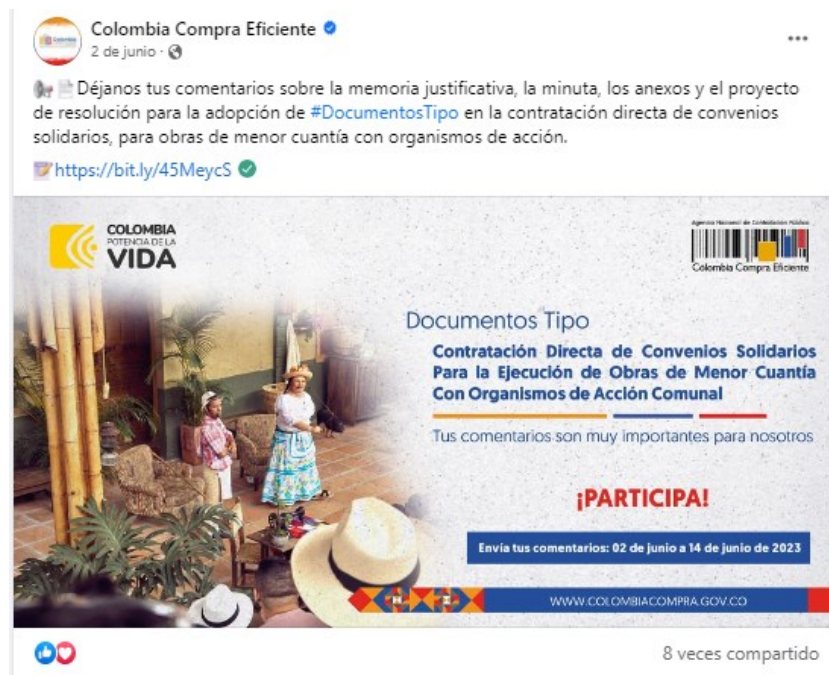 Colombia Compra Eficiente
2 de junio
Déjanos tus comentarios sobre la memoria justificativa, la minuta, los anexos y el proyecto
de resolución para la adopción de #DocumentosTipo en la contratación directa de convenios
solidarios, para obras de menor cuantía con organismos de acción.
https://bit.ly/45MeycS
COLOMBIA
POTENCIA DE LA
VIDA
Agencia Nacional de Contratación Pública
Colombia Compra Eficiente
Documentos Tipo
Contratación Directa de Convenios Solidarios
Para la Ejecución de Obras de Menor Cuantía
Con Organismos de Acción Comunal
Tus comentarios son muy importantes para nosotros
¡PARTICIPA!
Envía tus comentarios: 02 de junio a 14 de junio de 2023
WWW.COLOMBIACOMPRA.GOV.CO
8 veces compartido